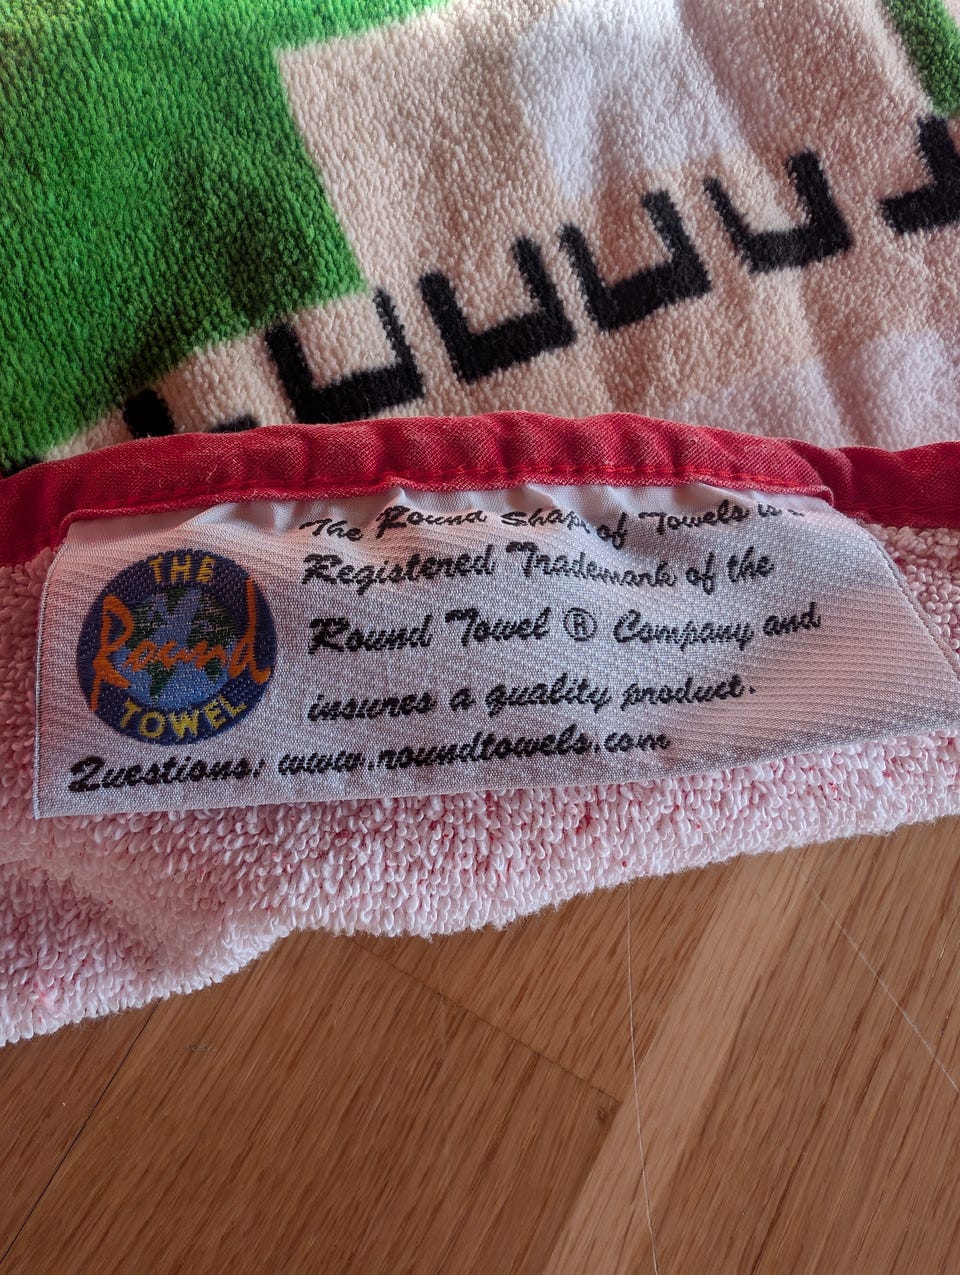 The Round Shape of Towels is a
Registered Trademark of the
Round Towel ® Company and
insures a quality product.
Questions: www.roundtowels.com
THE
Round
TOWEL